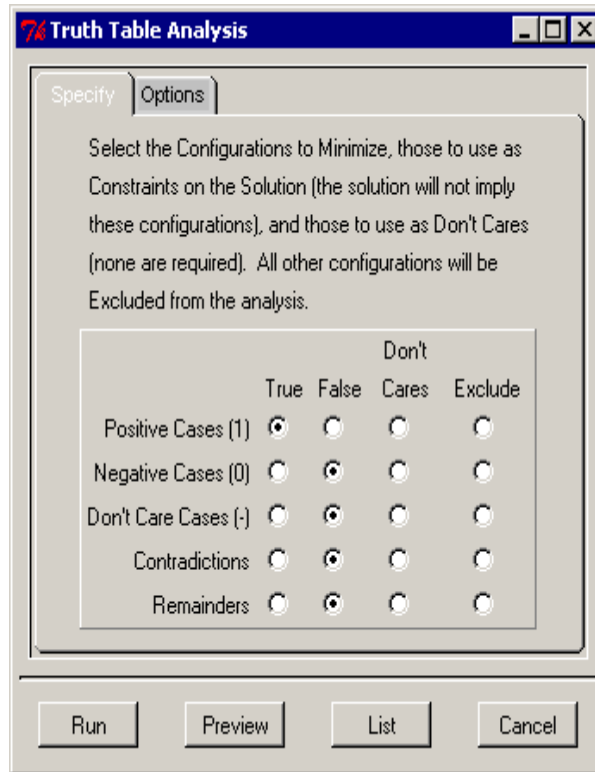 Truth Table Analysis
Specify Options
Select the Configurations to Minimize, those to use as
Constraints on the Solution (the solution will not imply
these configurations), and those to use as Don't Cares
(none are required). All other configurations will be
Excluded from the analysis.
Don't
True False Cares Exclude
Positive Cases (1)
Negative Cases (0)
Don't Care Cases (-)
Contradictions
Remainders
Run Preview List Cancel